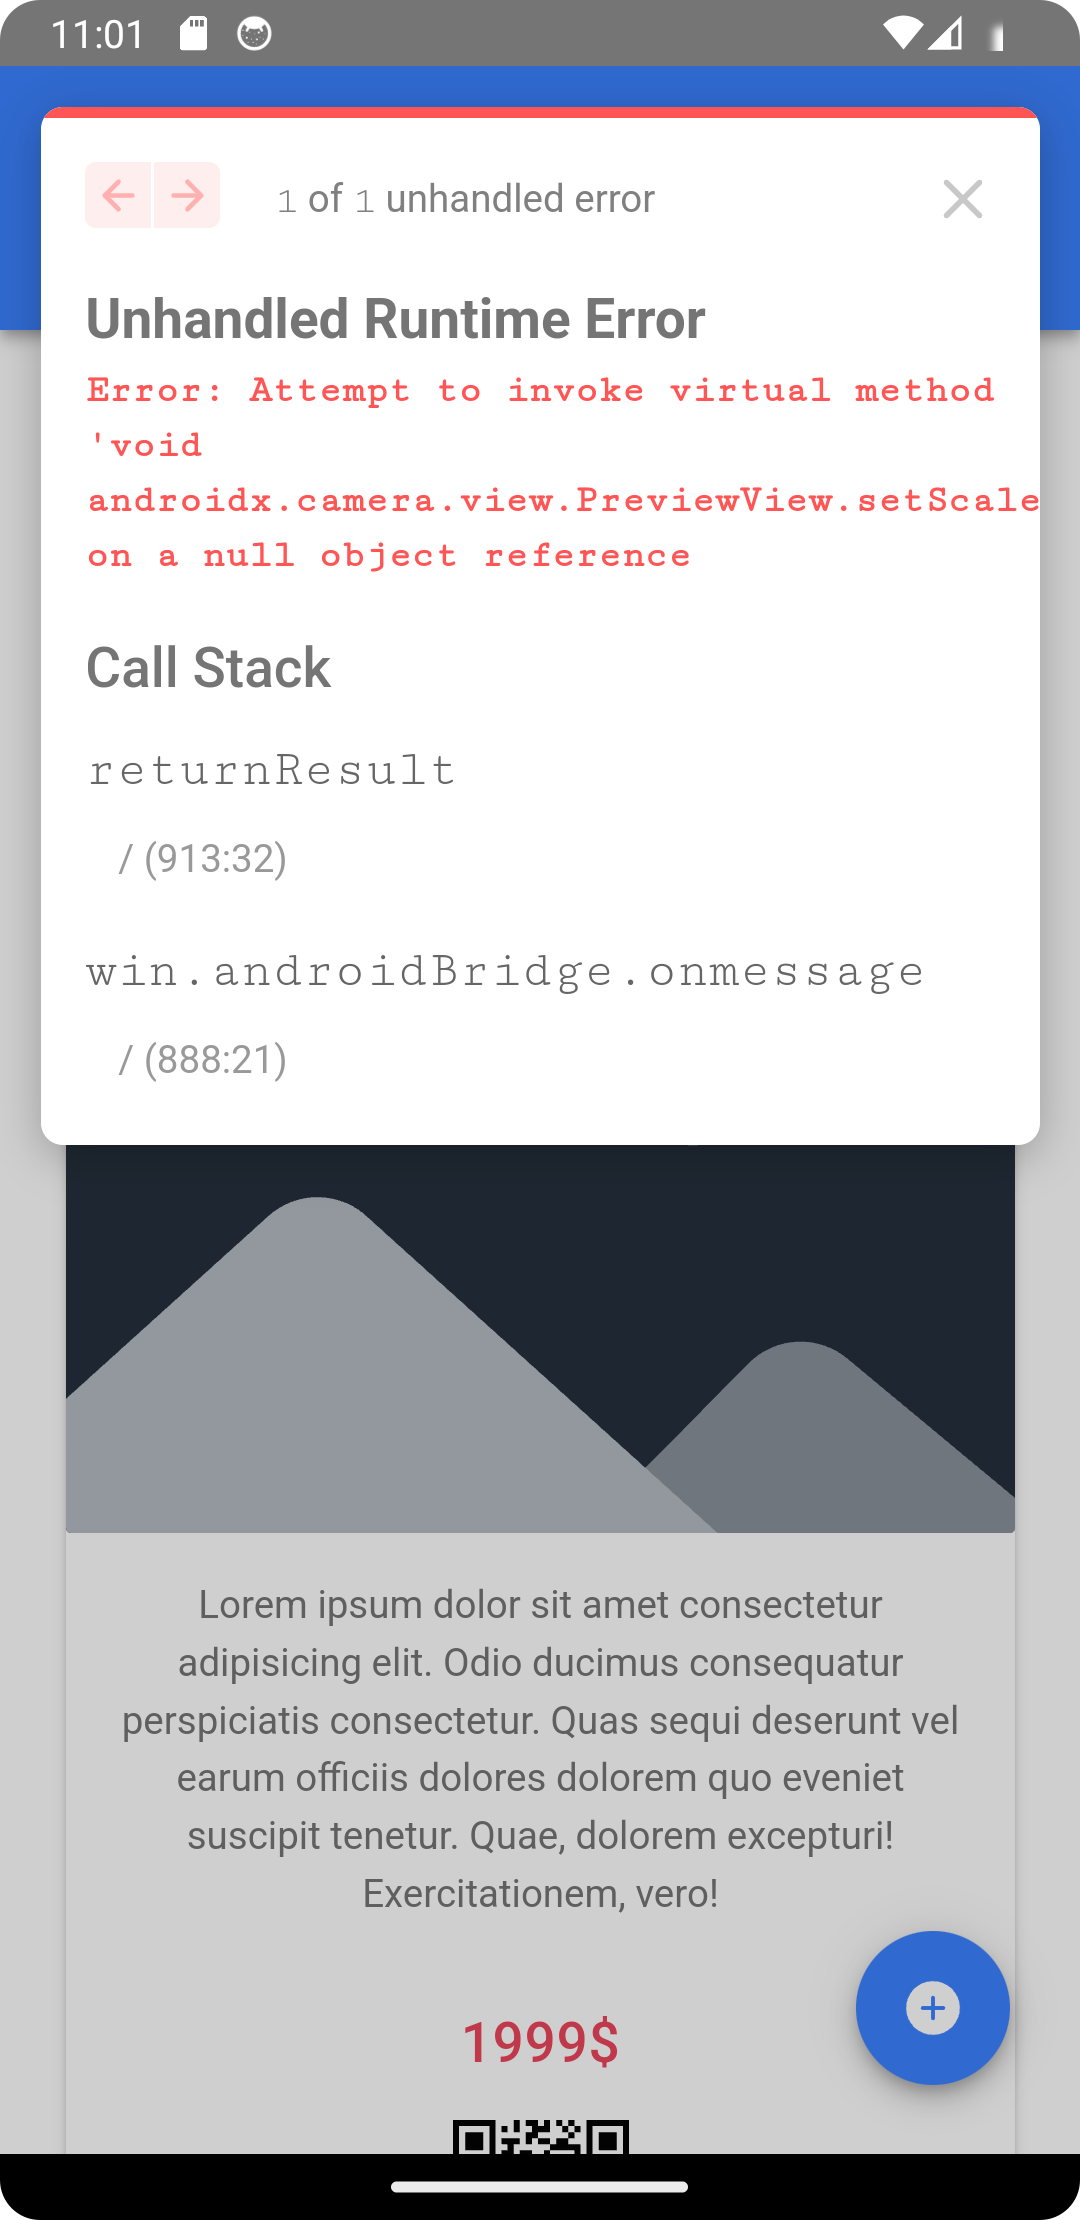 11:01
1 of 1 unhandled error
Unhandled Runtime Error
Error: Attempt to invoke virtual method
'void
androidx.camera.view.PreviewView.setScale
on a null object reference
Call Stack
returnResult
/ (913:32)
win.androidBridge.onmessage
/ (888:21)
Lorem ipsum dolor sit amet consectetur
adipisicing elit. Odio ducimus consequatur
perspiciatis consectetur. Quas sequi deserunt vel
earum officiis dolores dolorem quo eveniet
suscipit tenetur. Quae, dolorem excepturi!
Exercitationem, vero!
1999$